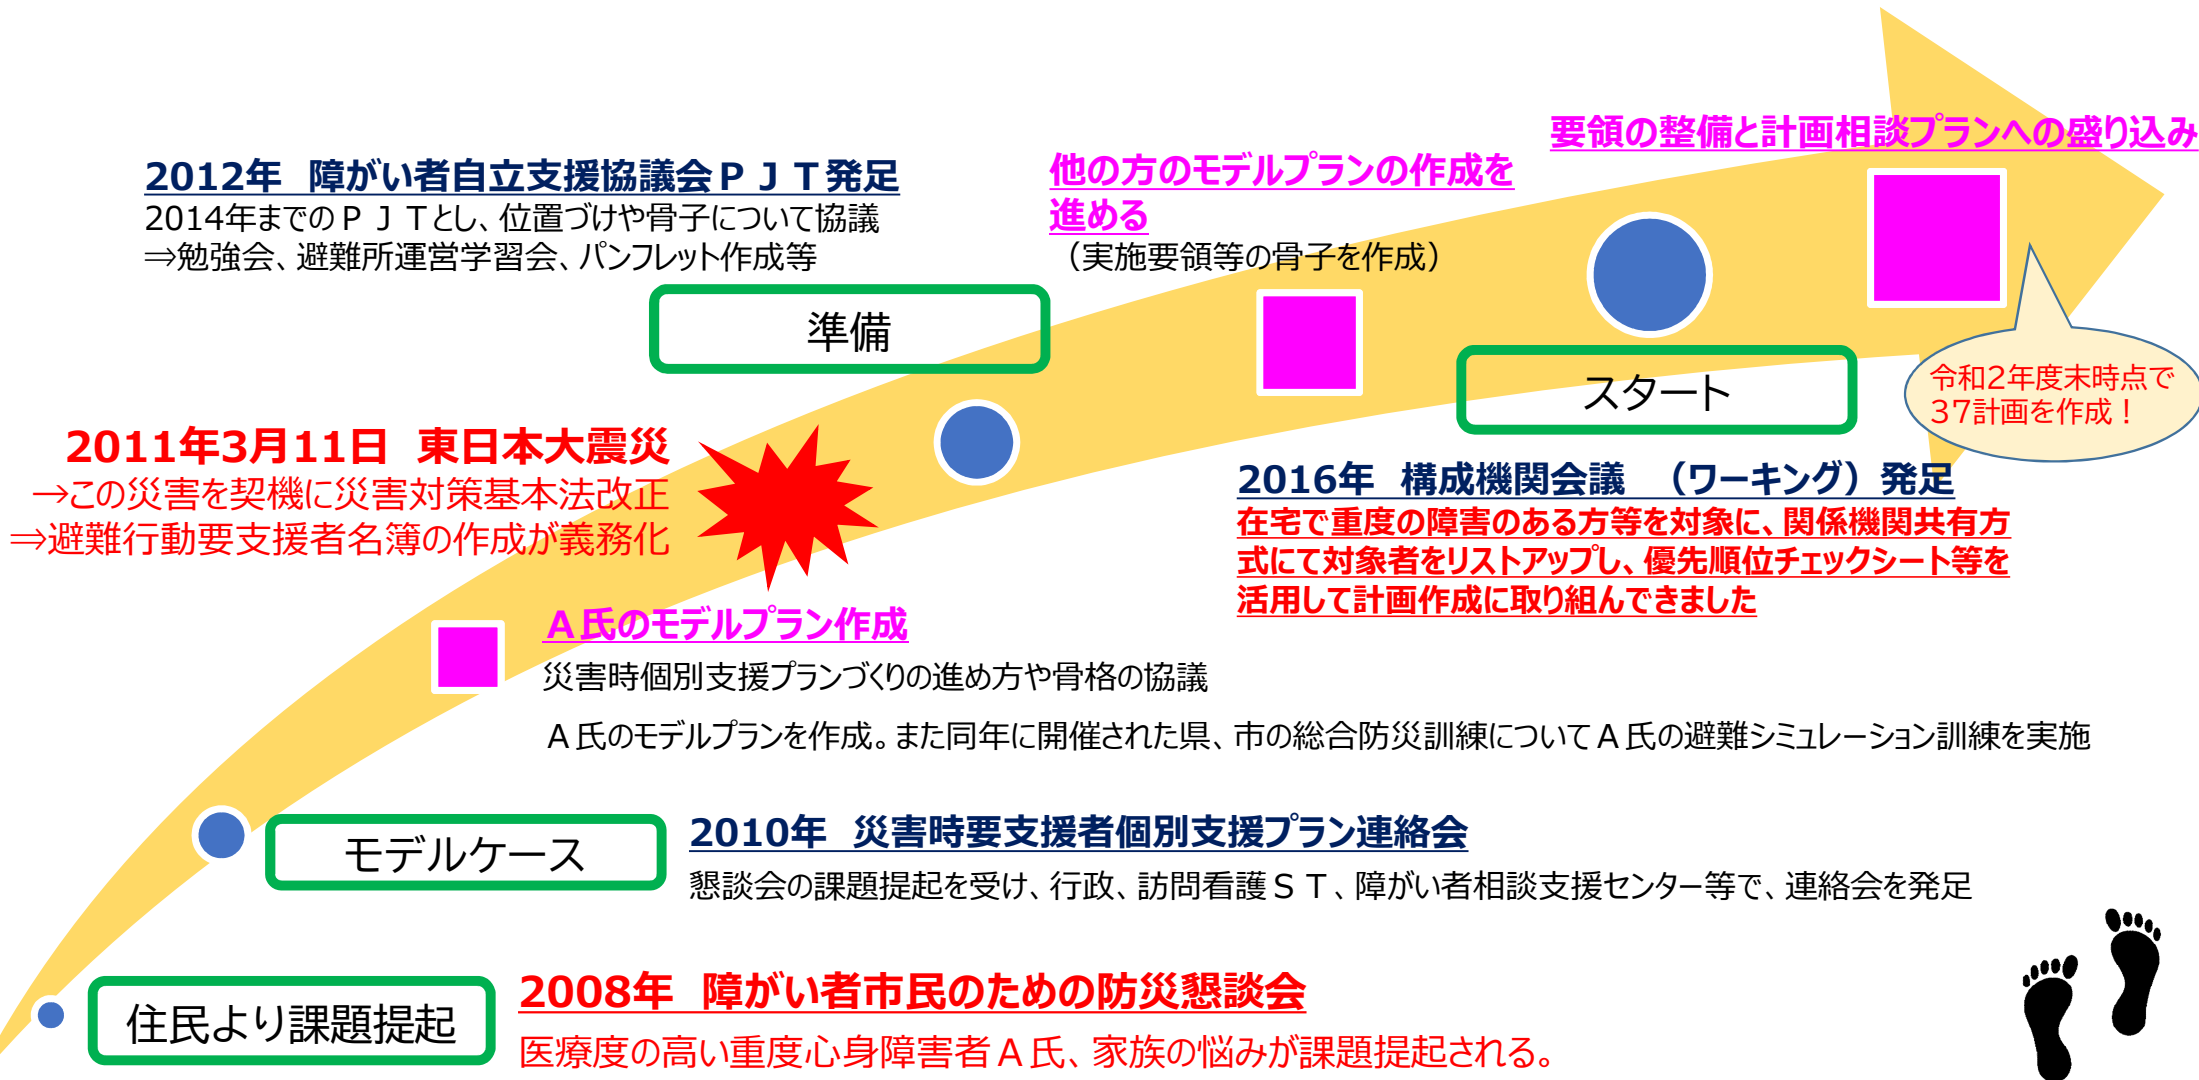 要領の整備と計画相談プランへの盛り込み
2012年　障がい者自立支援協議会ＰＪＴ発足
2014年までのＰＪＴとし、位置づけや骨子について協議
⇒勉強会、避難所運営学習会、パンフレット作成等
他の方のモデルプランの作成を
進める
（実施要領等の骨子を作成）
準備
スタート
令和2年度末時点で
37計画を作成！
2011年3月11日　東日本大震災
→この災害を契機に災害対策基本法改正
⇒避難行動要支援者名簿の作成が義務化
2016年　構成機関会議　（ワーキング）発足
在宅で重度の障害のある方等を対象に、関係機関共有方
式にて対象者をリストアップし、優先順位チェックシート等を
活用して計画作成に取り組んできました
Ａ氏のモデルプラン作成
災害時個別支援プランづくりの進め方や骨格の協議
Ａ氏のモデルプランを作成。また同年に開催された県、市の総合防災訓練についてＡ氏の避難シミュレーション訓練を実施
モデルケース
2010年　災害時要支援者個別支援プラン連絡会
懇談会の課題提起を受け、行政、訪問看護ＳＴ、障がい者相談支援センター等で、連絡会を発足
住民より課題提起
2008年　障がい者市民のための防災懇談会
医療度の高い重度心身障害者Ａ氏、家族の悩みが課題提起される。